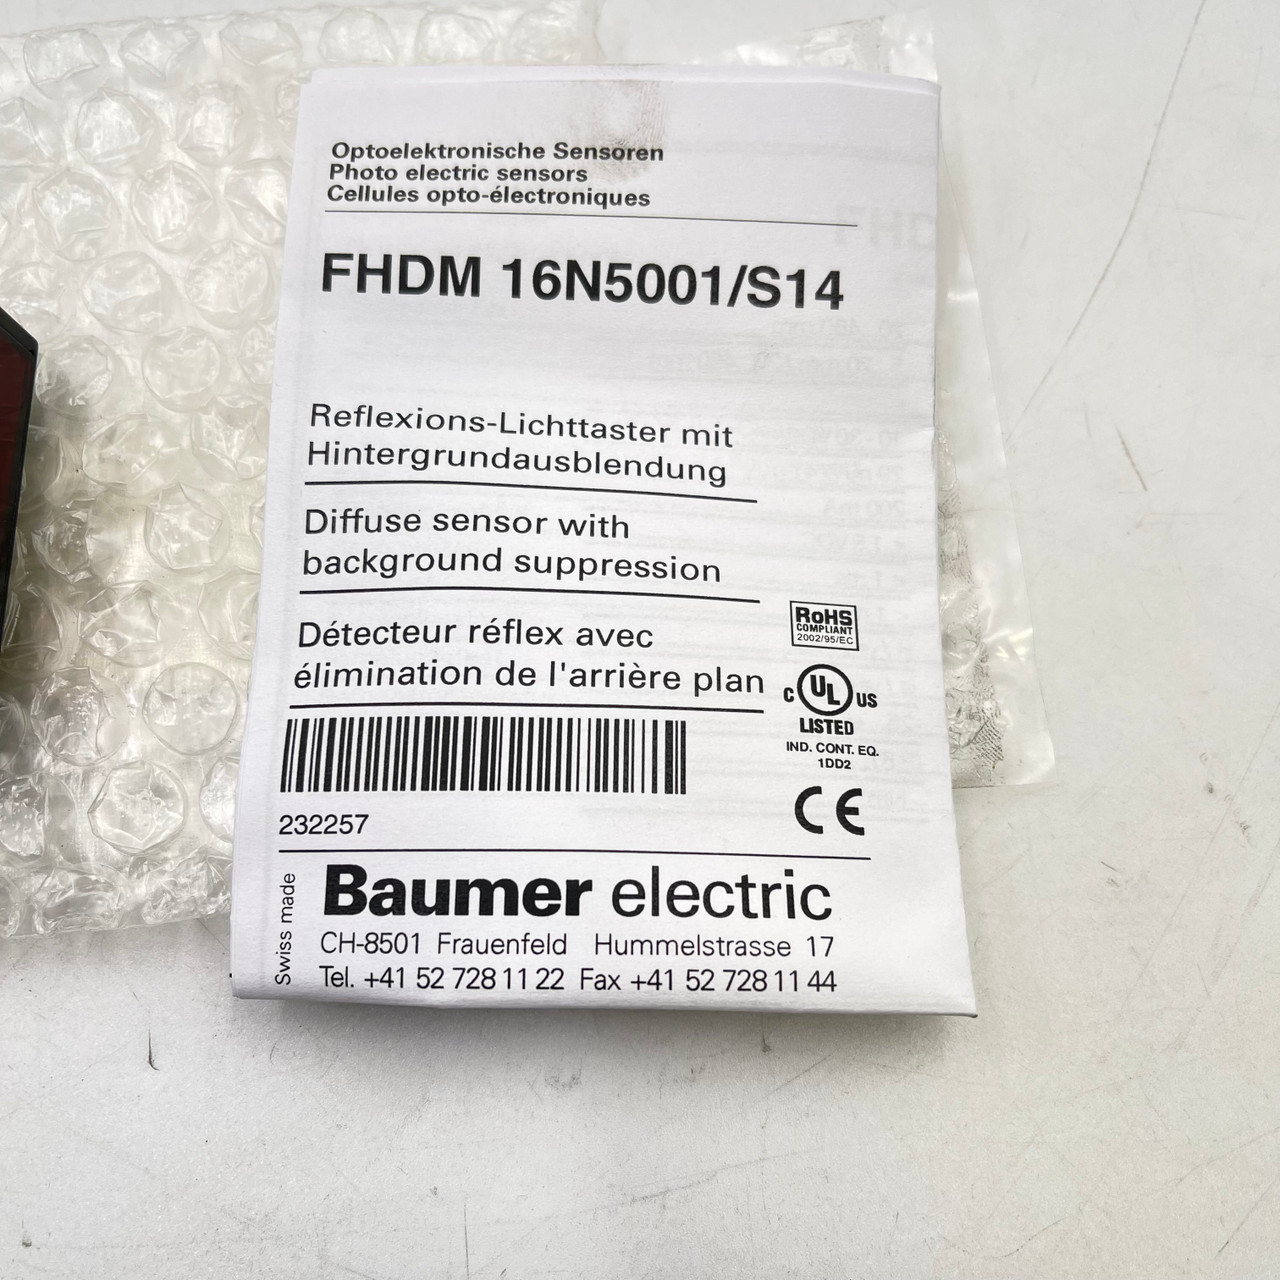 Optoelektronische Sensoren
Photo electric sensors
Cellules opto-électroniques
FHDM 16N5001/S14
Reflexions-Lichttaster mit
Hintergrundausblendung
Diffuse sensor with
background suppression
Détecteur réflex avec
élimination de l'arrière plan
RoHS
COMPLIANT
2002/95/EC
C UL US
LISTED
IND. CONT. EQ.
1DD2
CE
232257
Swiss made
Baumer electric
CH-8501 Frauenfeld Hummelstrasse 17
Tel. +41 52 728 11 22 Fax +41 52 728 11 44